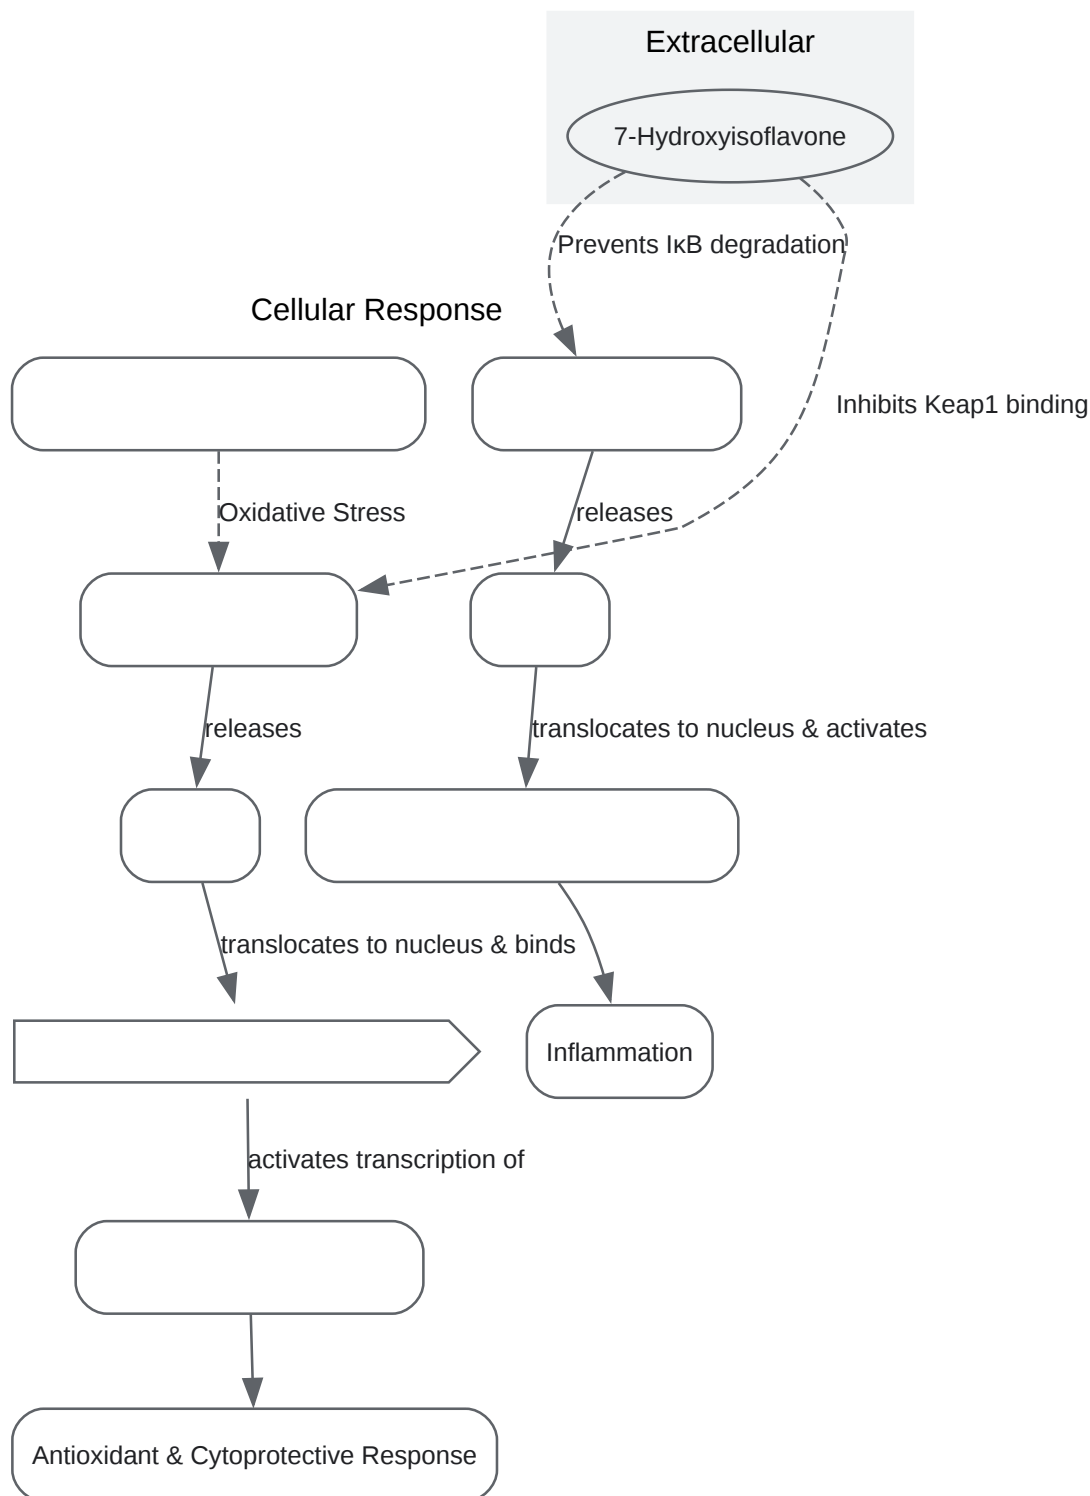 Extracellular
7-Hydroxyisoflavone
Prevents IκB degradation
Cellular Response
Inhibits Keap1 binding
Oxidative Stress
releases
releases
translocates to nucleus & activates
translocates to nucleus & binds
Inflammation
activates transcription of
Antioxidant & Cytoprotective Response